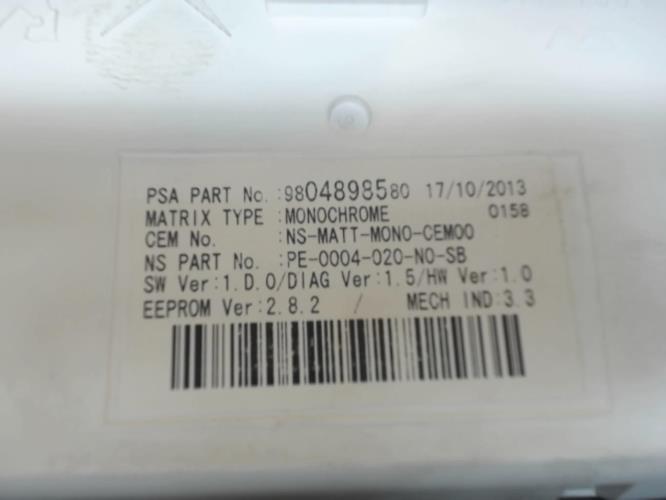 PSA PART No. :9804898580 17/10/2013
MATRIX TYPE :MONOCHROME 0158
CEM No. :NS-MATT-MONO-CEM00
NS PART No. :PE-0004-020-N0-SB
SW Ver:1.D.0/DIAG Ver:1.5/HW Ver:1.0
EEPROM Ver:2.8.2 / MECH IND:3.3